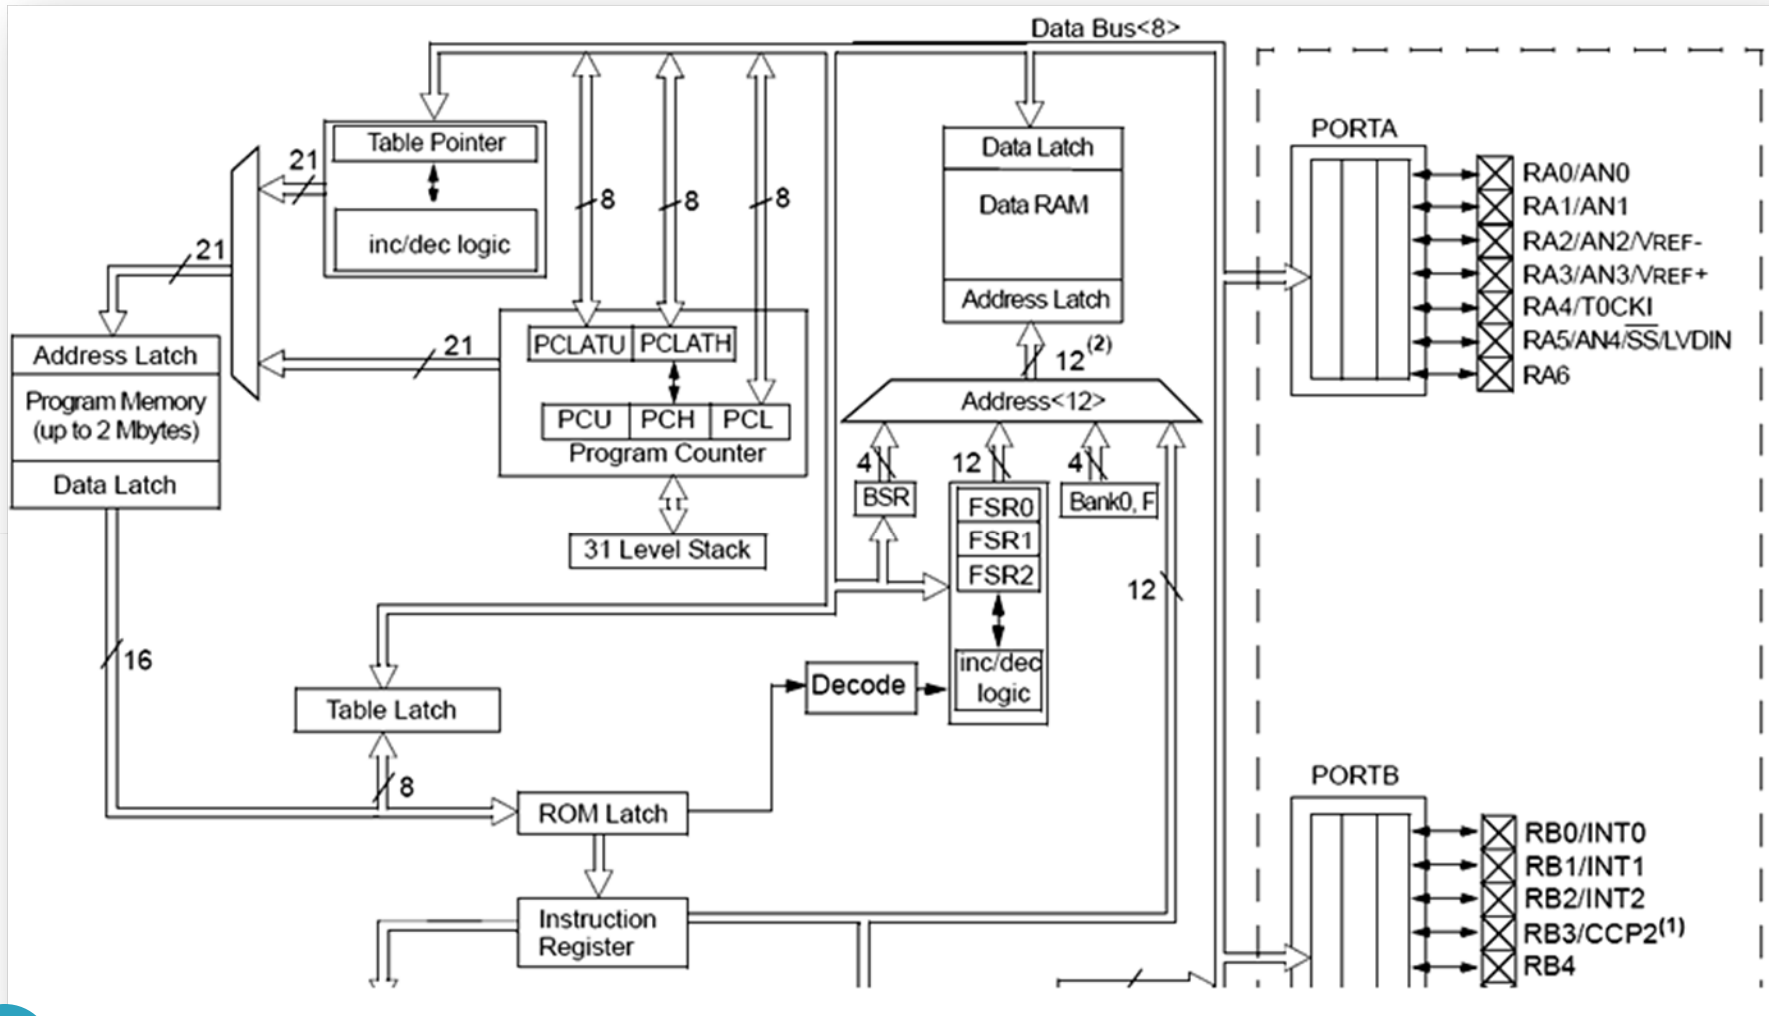 Data Bus<8>
Table Pointer
21
inc/dec logic
21
8
8
8
Data Latch
Data RAM
Address Latch
12(2)
Address<12>
PCLATU PCLATH
21
PCU PCH PCL
Program Counter
31 Level Stack
Address Latch
Program Memory
(up to 2 Mbytes)
Data Latch
16
4
BSR
12
FSR0
FSR1
FSR2
inc/dec
logic
4
Bank0, F
12
Decode
Table Latch
8
ROM Latch
Instruction
Register
PORTA
RA0/AN0
RA1/AN1
RA2/AN2/VREF-
RA3/AN3/VREF+
RA4/T0CKI
RA5/AN4/S̅S̅/LVDIN
RA6
PORTB
RB0/INT0
RB1/INT1
RB2/INT2
RB3/CCP2(1)
RB4